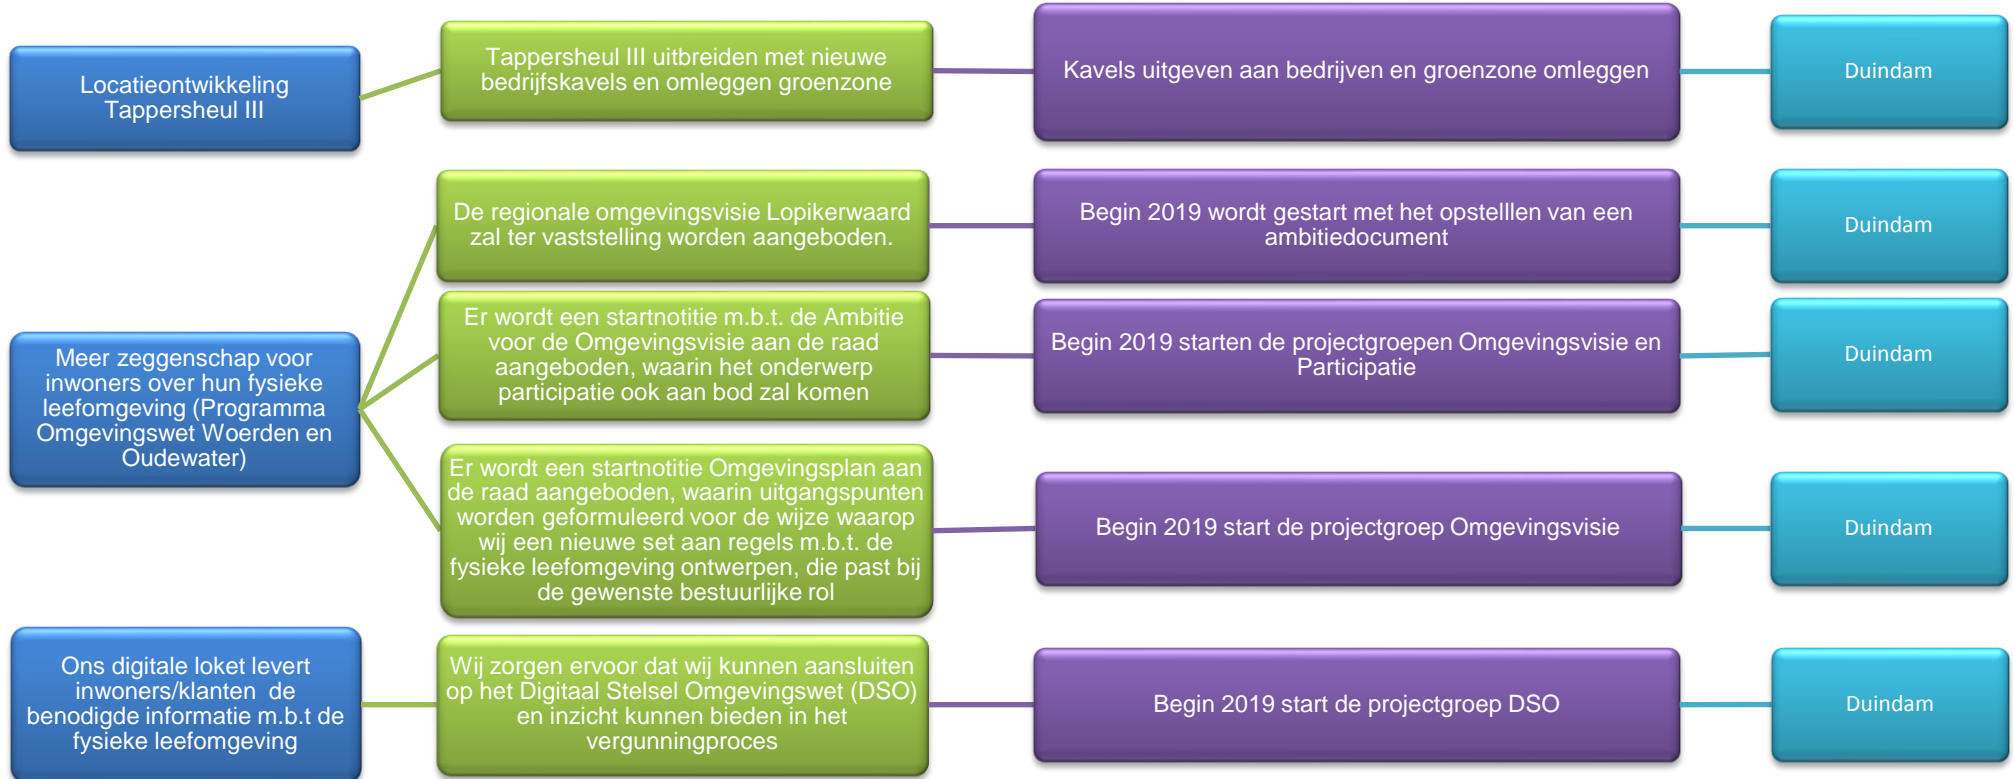 Locatieontwikkeling
Tappersheul III
Tappersheul III uitbreiden met nieuwe
bedrijfskavels en omleggen groenzone
Kavels uitgeven aan bedrijven en groenzone omleggen
Duindam
Meer zeggenschap voor
inwoners over hun fysieke
leefomgeving (Programma
Omgevingswet Woerden en
Oudewater)
De regionale omgevingsvisie Lopikerwaard
zal ter vaststelling worden aangeboden.
Begin 2019 wordt gestart met het opstelllen van een
ambitiedocument
Duindam
Er wordt een startnotitie m.b.t. de Ambitie
voor de Omgevingsvisie aan de raad
aangeboden, waarin het onderwerp
participatie ook aan bod zal komen
Begin 2019 starten de projectgroepen Omgevingsvisie en
Participatie
Duindam
Er wordt een startnotitie Omgevingsplan aan
de raad aangeboden, waarin uitgangspunten
worden geformuleerd voor de wijze waarop
wij een nieuwe set aan regels m.b.t. de
fysieke leefomgeving ontwerpen, die past bij
de gewenste bestuurlijke rol
Begin 2019 start de projectgroep Omgevingsvisie
Duindam
Ons digitale loket levert
inwoners/klanten  de
benodigde informatie m.b.t de
fysieke leefomgeving
Wij zorgen ervoor dat wij kunnen aansluiten
op het Digitaal Stelsel Omgevingswet (DSO)
en inzicht kunnen bieden in het
vergunningproces
Begin 2019 start de projectgroep DSO
Duindam